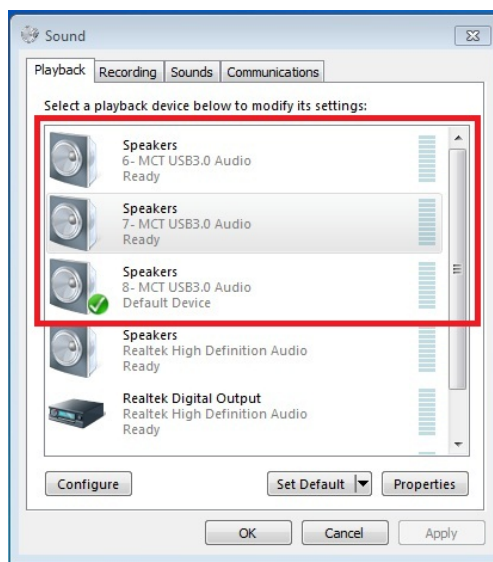 Sound
Playback Recording Sounds Communications
Select a playback device below to modify its settings:
Speakers
6- MCT USB3.0 Audio
Ready
Speakers
7- MCT USB3.0 Audio
Ready
Speakers
8- MCT USB3.0 Audio
Default Device
Speakers
Realtek High Definition Audio
Ready
Realtek Digital Output
Realtek High Definition Audio
Ready
Configure Set Default Properties
OK Cancel Apply